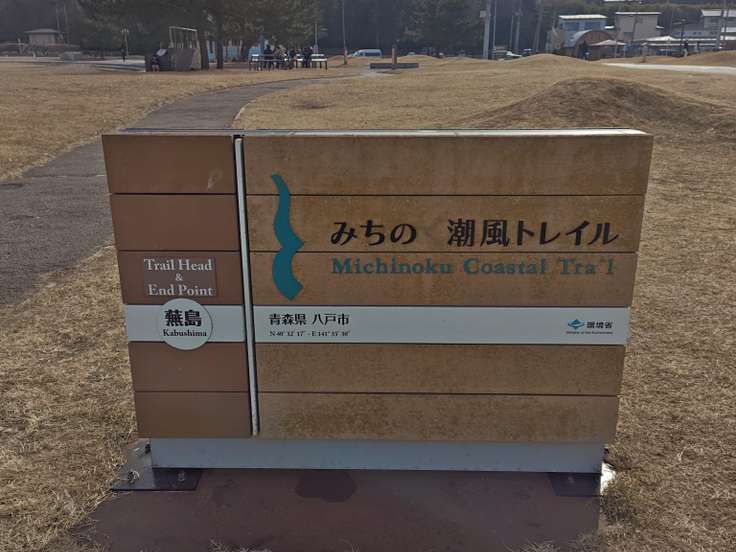 みちの 潮風トレイル
Michinoku Coastal Tra l
Trail Head
&
End Point
蕪島
Kabushima
青森県 八戸市
環境省